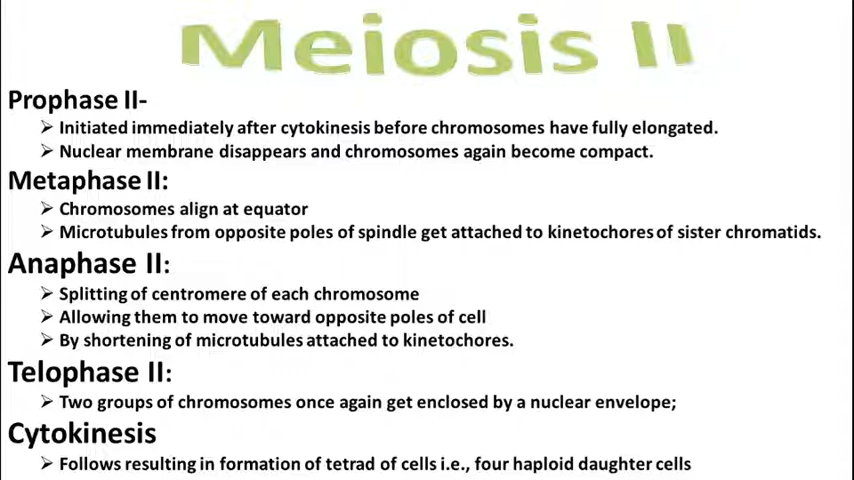 Meiosis II
Prophase II-
➢ Initiated immediately after cytokinesis before chromosomes have fully elongated.
➢ Nuclear membrane disappears and chromosomes again become compact.
Metaphase II:
➢ Chromosomes align at equator
➢ Microtubules from opposite poles of spindle get attached to kinetochores of sister chromatids.
Anaphase II:
➢ Splitting of centromere of each chromosome
➢ Allowing them to move toward opposite poles of cell
➢ By shortening of microtubules attached to kinetochores.
Telophase II:
➢ Two groups of chromosomes once again get enclosed by a nuclear envelope;
Cytokinesis
➢ Follows resulting in formation of tetrad of cells i.e., four haploid daughter cells